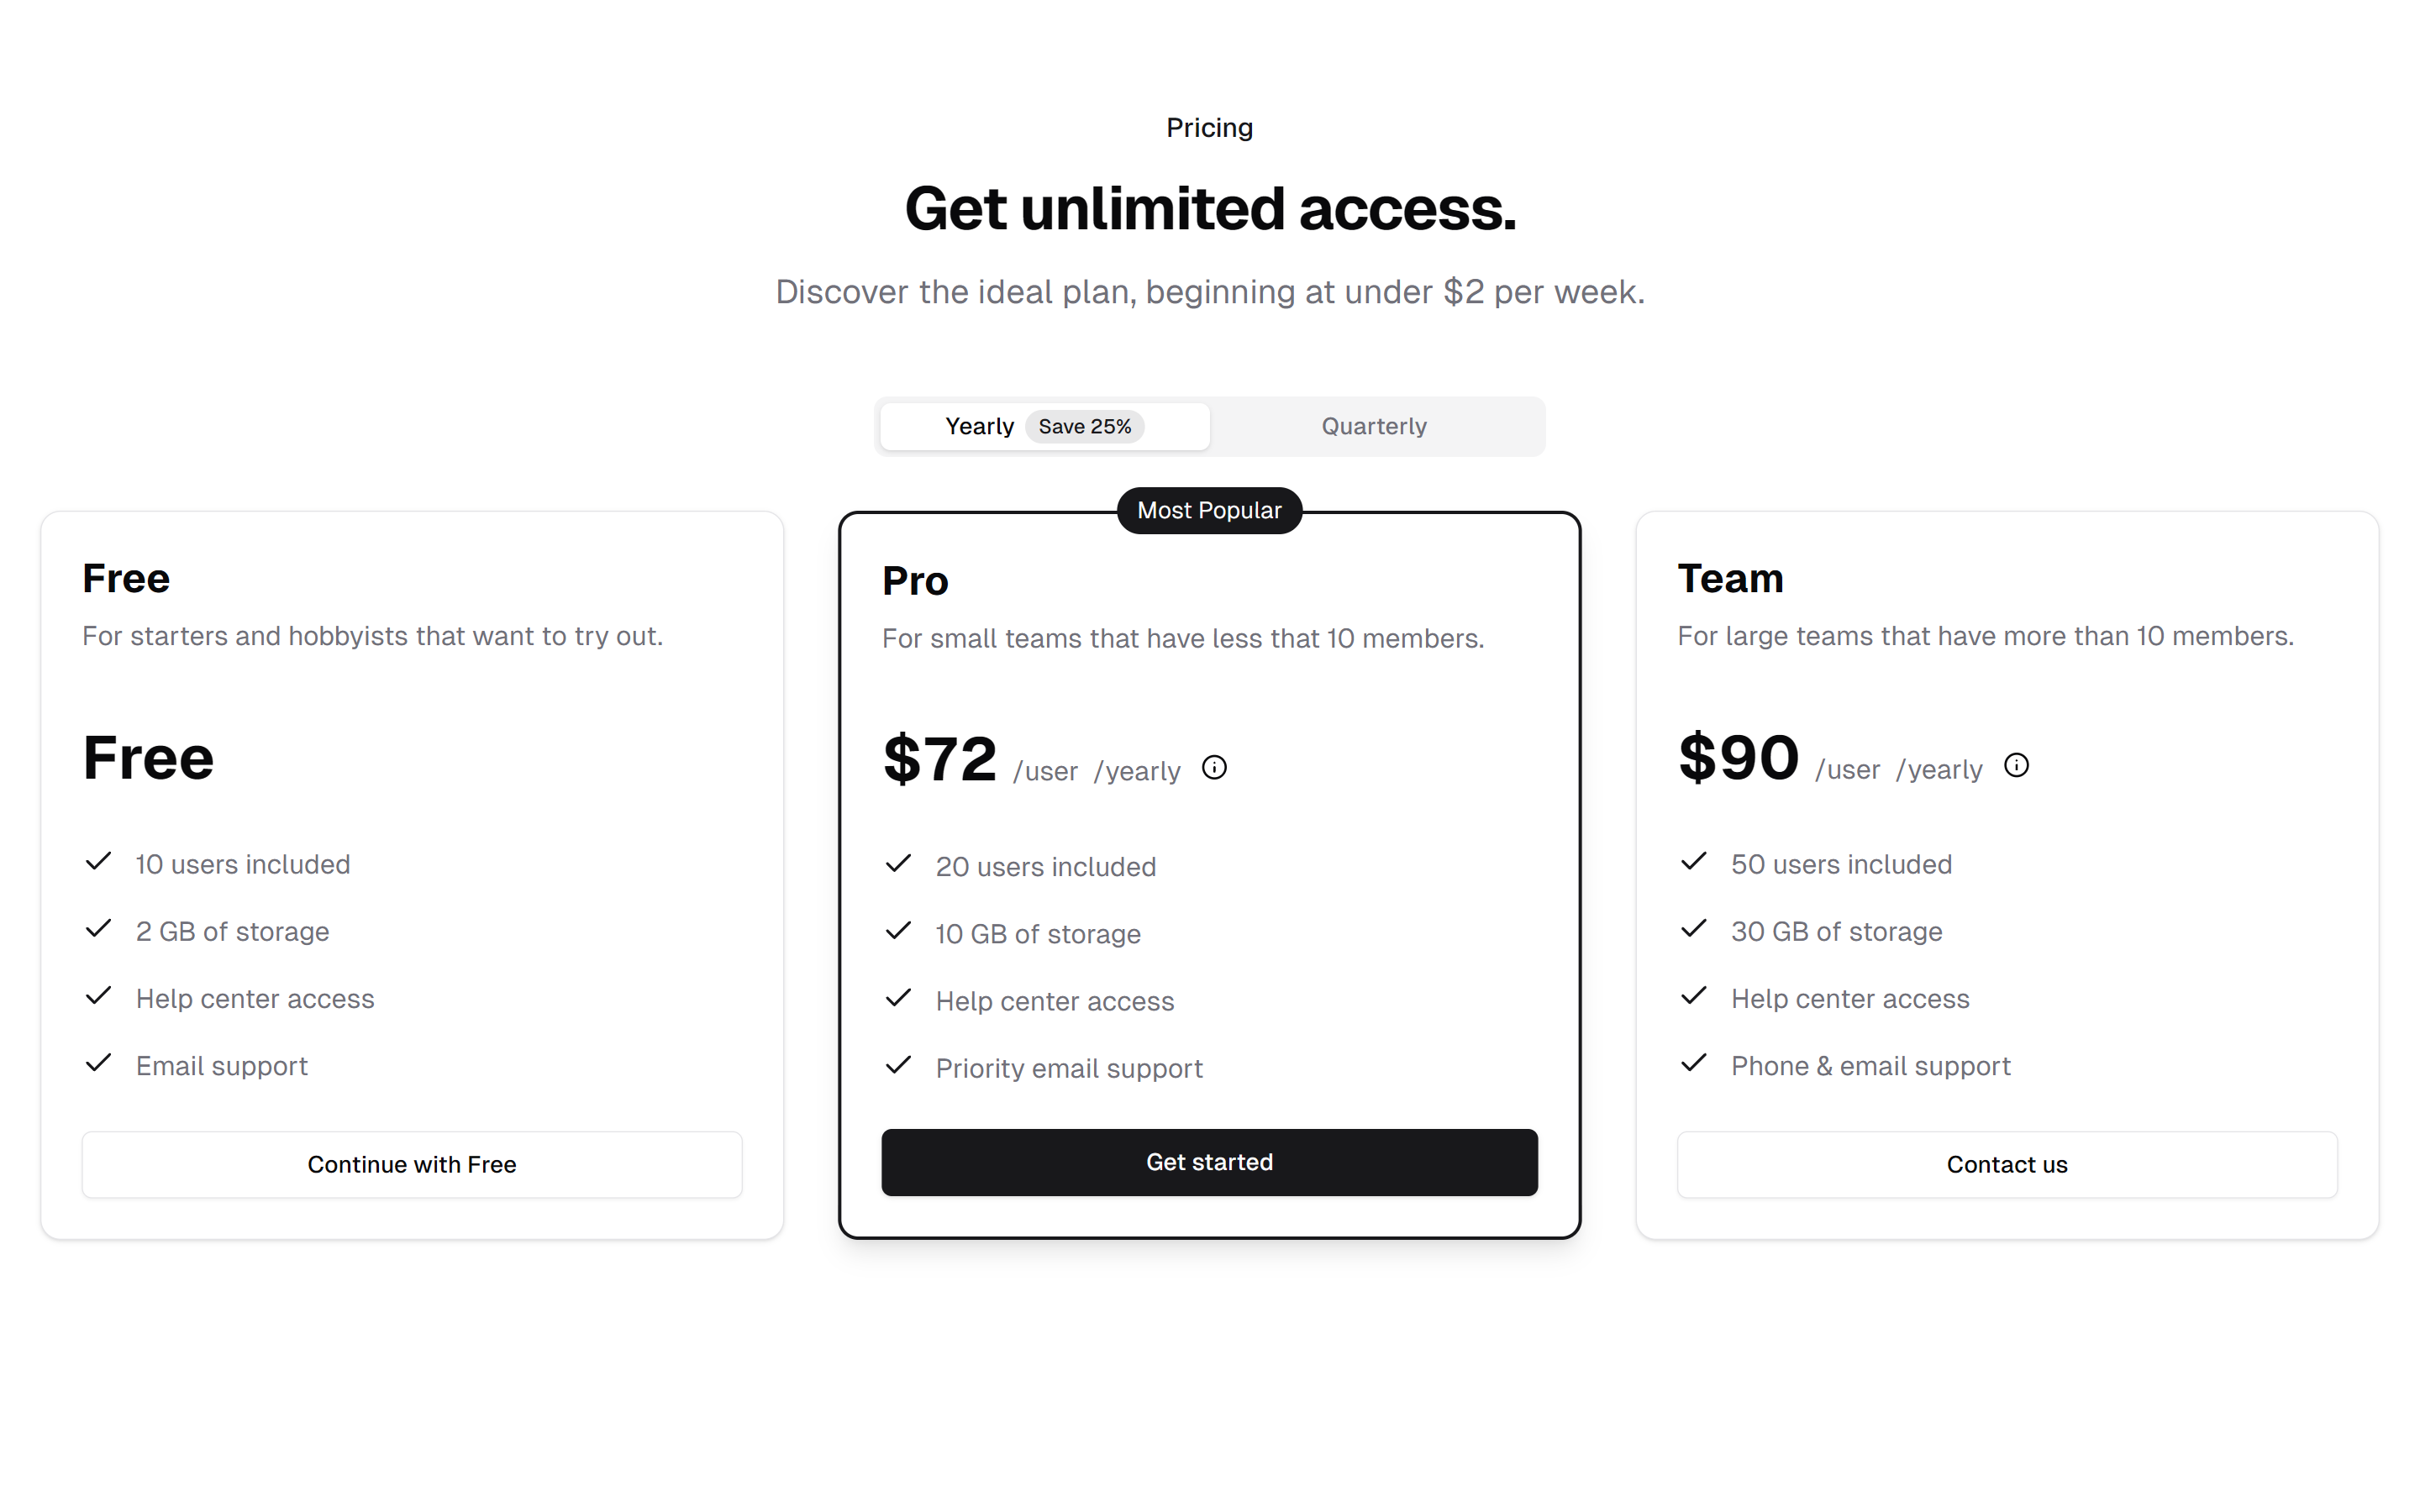 Pricing
Get unlimited access.
Discover the ideal plan, beginning at under $2 per week.
Yearly Save 25%
Quarterly
Free
For starters and hobbyists that want to try out.
Free
10 users included
2 GB of storage
Help center access
Email support
Continue with Free
Most Popular
Pro
For small teams that have less that 10 members.
$72 /user /yearly
20 users included
10 GB of storage
Help center access
Priority email support
Get started
Team
For large teams that have more than 10 members.
$90 /user /yearly
50 users included
30 GB of storage
Help center access
Phone & email support
Contact us